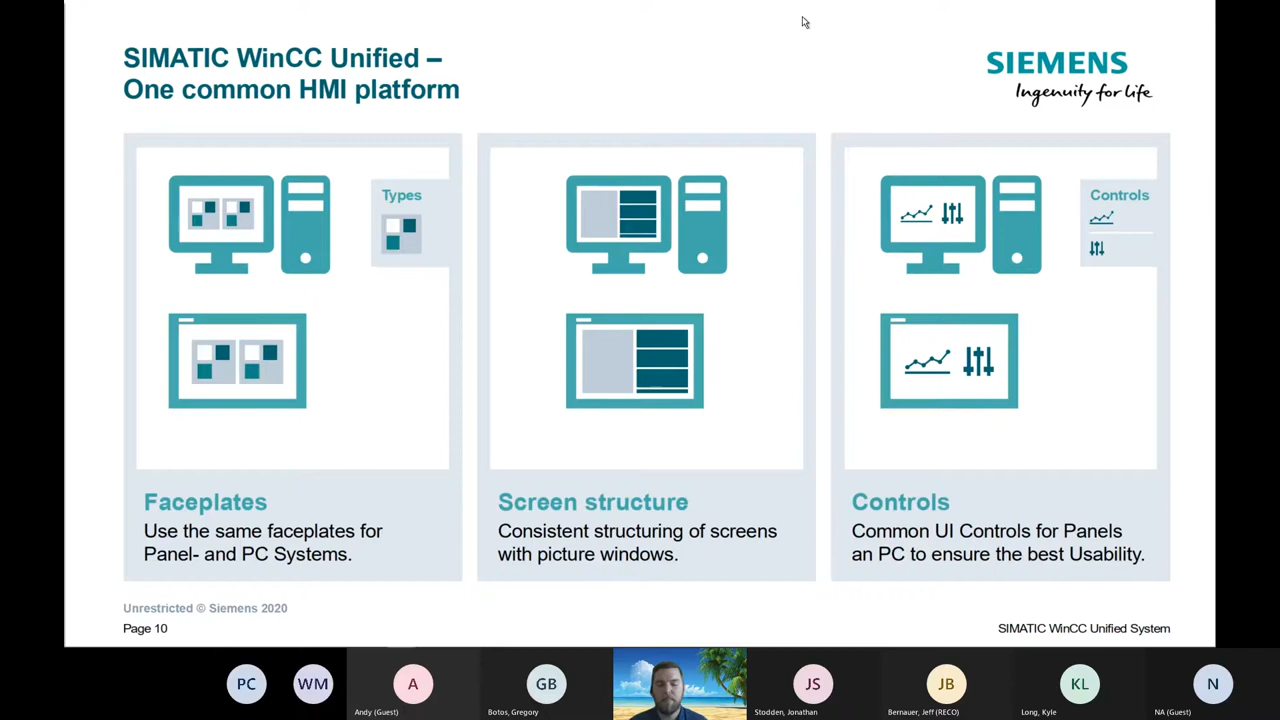 SIMATIC WinCC Unified –
One common HMI platform
SIEMENS
Ingenuity for life
Types
Controls
Faceplates
Use the same faceplates for
Panel- and PC Systems.
Screen structure
Consistent structuring of screens
with picture windows.
Controls
Common UI Controls for Panels
an PC to ensure the best Usability.
Unrestricted © Siemens 2020
Page 10
SIMATIC WinCC Unified System
PC
WM
A
Andy (Guest)
GB
Botos, Gregory
JS
Stodden, Jonathan
JB
Bernauer, Jeff (RECO)
KL
Long, Kyle
N
NA (Guest)